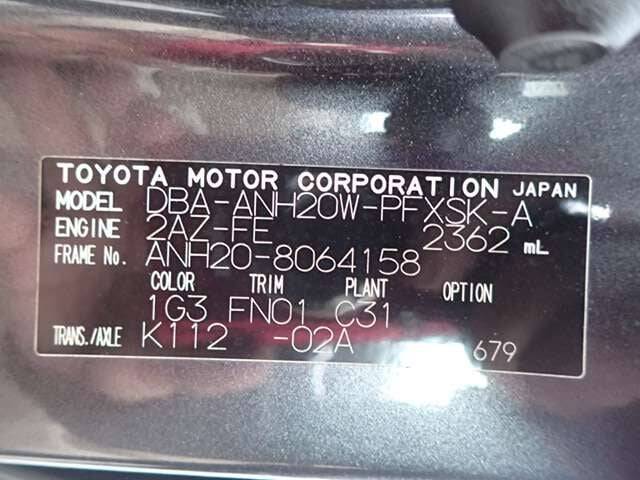 TOYOTA MOTOR CORPORATION JAPAN
MODEL DBA-ANH20W-PFXSK-A
ENGINE 2AZ-FE 2362 mL
FRAME No. ANH20-8064158
COLOR TRIM PLANT OPTION
1G3 FN01 C31
TRANS./AXLE K112 -02A 679